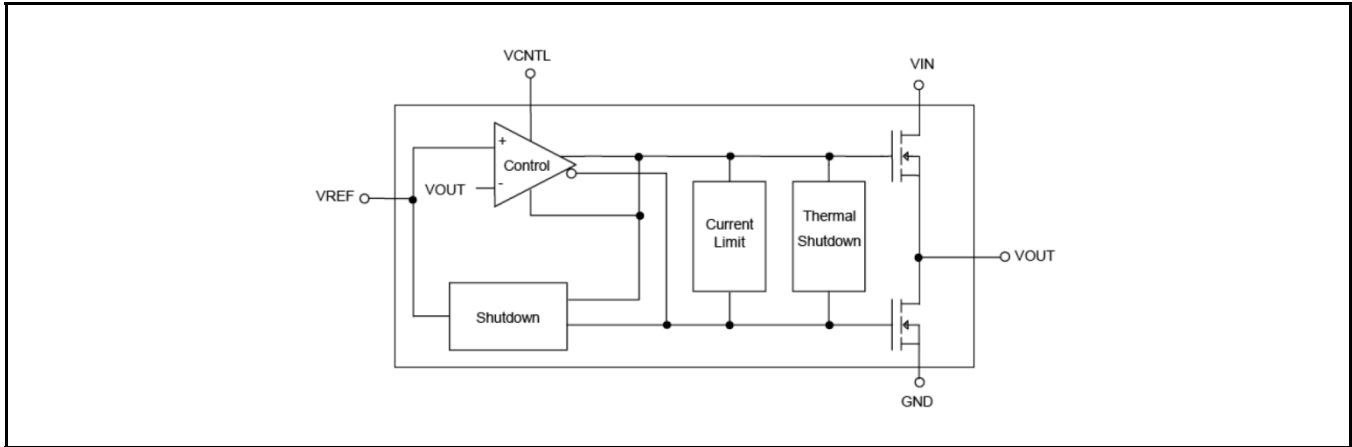 VCNTL
VIN
+
Control
VOUT
-
VREF
Current
Limit
Thermal
Shutdown
VOUT
Shutdown
GND